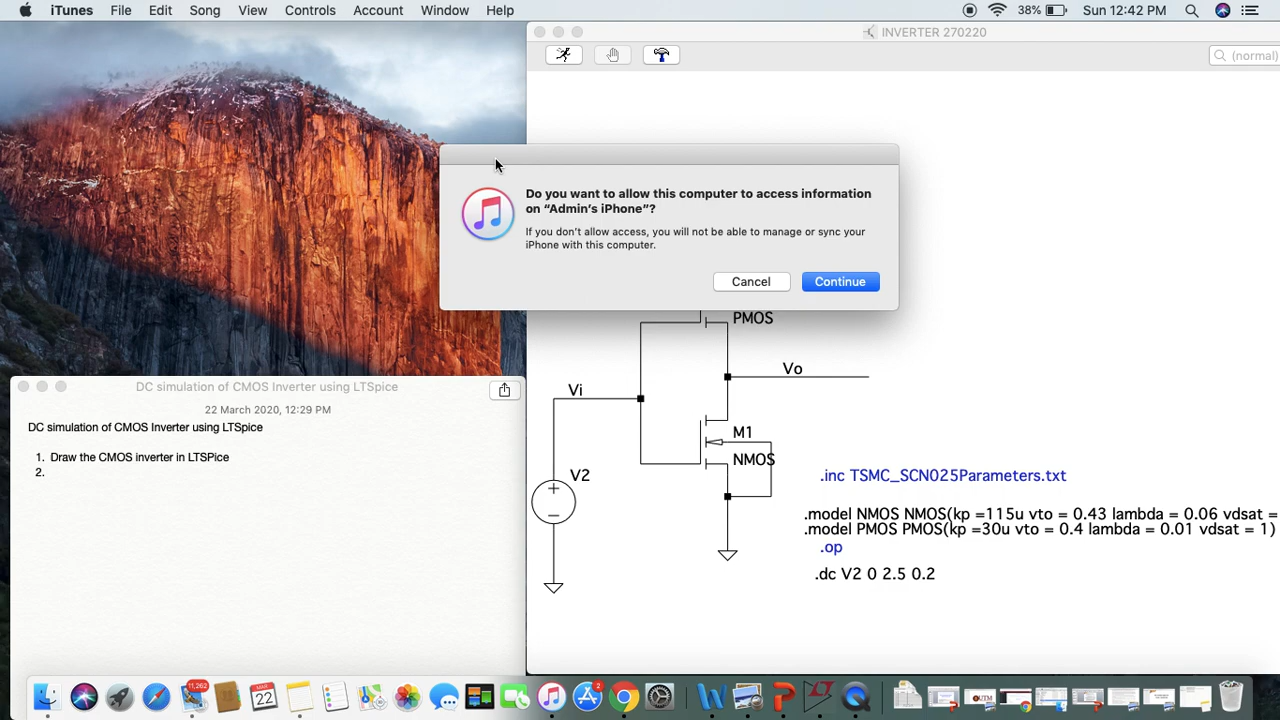 iTunes File Edit Song View Controls Account Window Help 38% Sun 12:42 PM
INVERTER 270220
(normal)
Do you want to allow this computer to access information
on “Admin’s iPhone”?
If you don’t allow access, you will not be able to manage or sync your
iPhone with this computer.
Cancel Continue
PMOS
Vo
Vi
M1
NMOS
V2
.inc TSMC_SCN025Parameters.txt
.model NMOS NMOS(kp =115u vto = 0.43 lambda = 0.06 vdsat =
.model PMOS PMOS(kp =30u vto = 0.4 lambda = 0.01 vdsat = 1)
.op
.dc V2 0 2.5 0.2
DC simulation of CMOS Inverter using LTSpice
22 March 2020, 12:29 PM
DC simulation of CMOS Inverter using LTSpice
1. Draw the CMOS inverter in LTSPice
2.
11,262
22
2